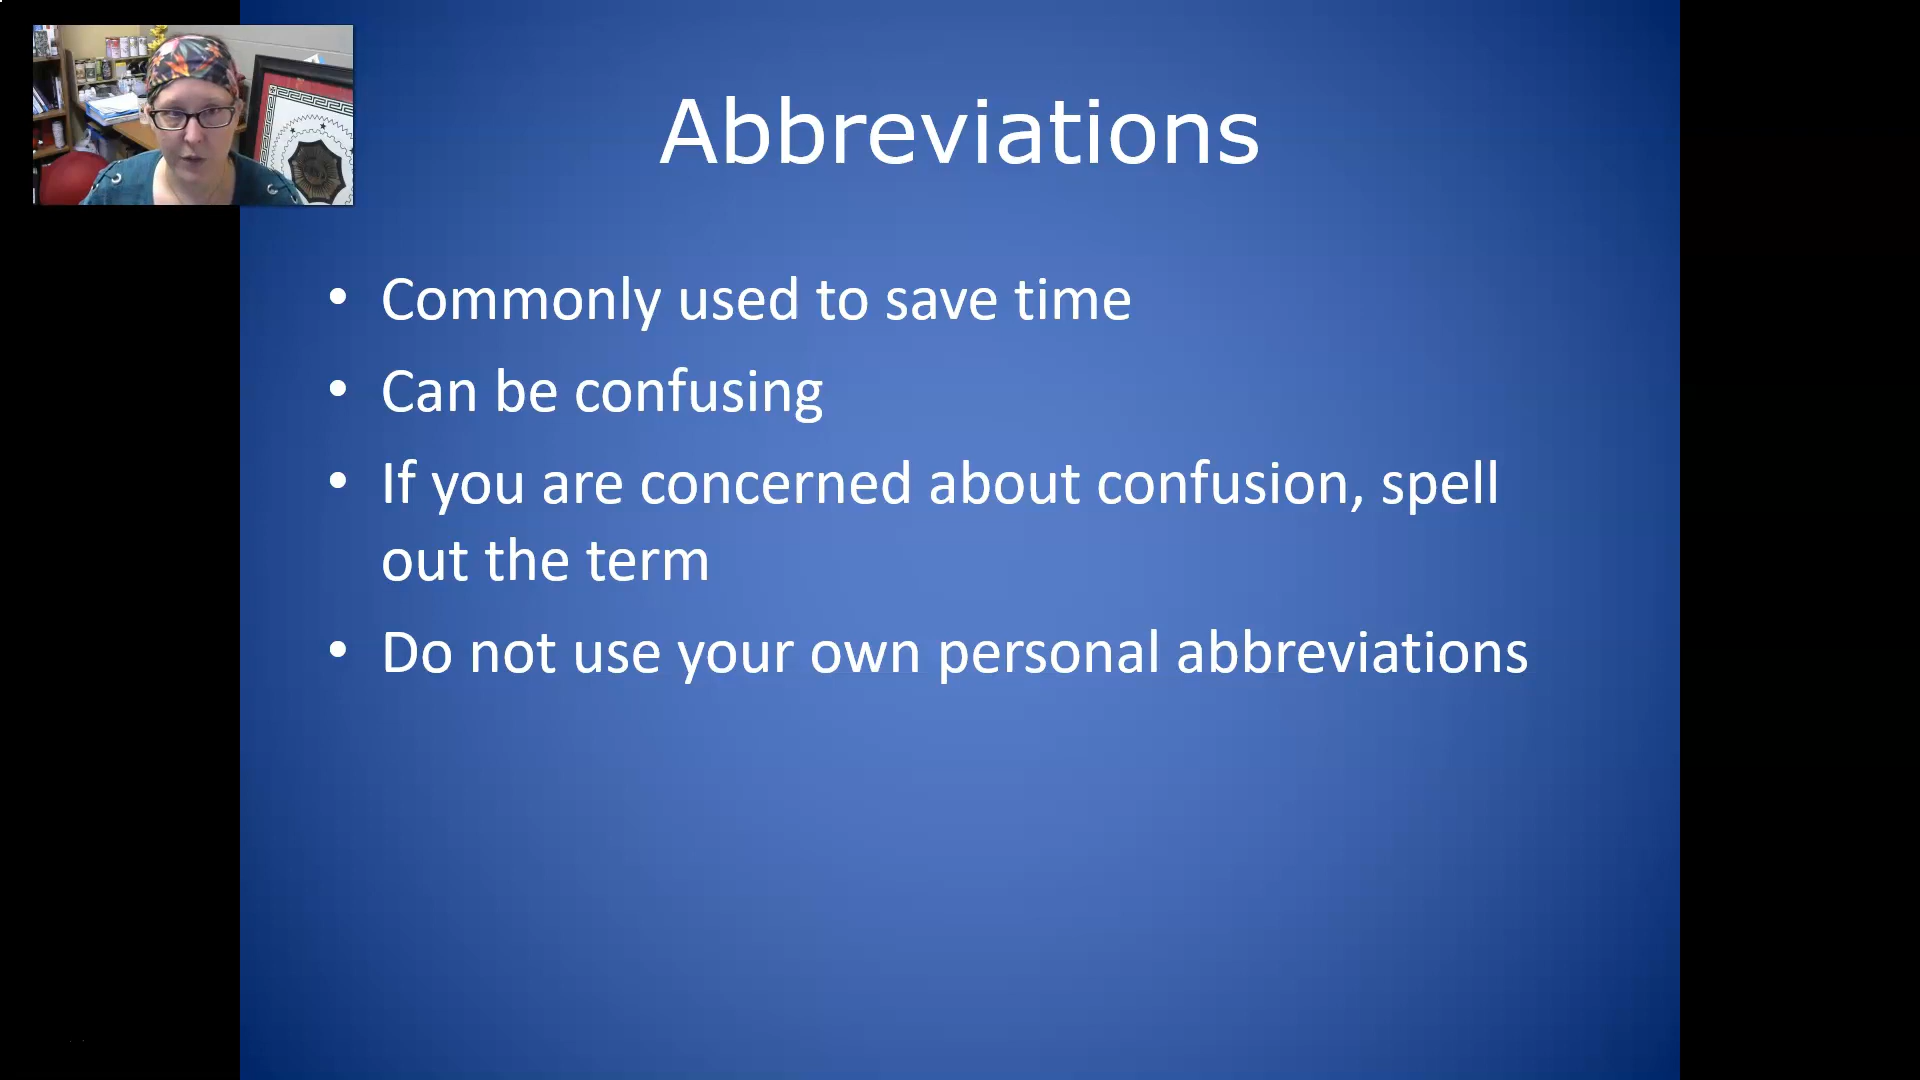 Abbreviations
• Commonly used to save time
• Can be confusing
• If you are concerned about confusion, spell
out the term
• Do not use your own personal abbreviations